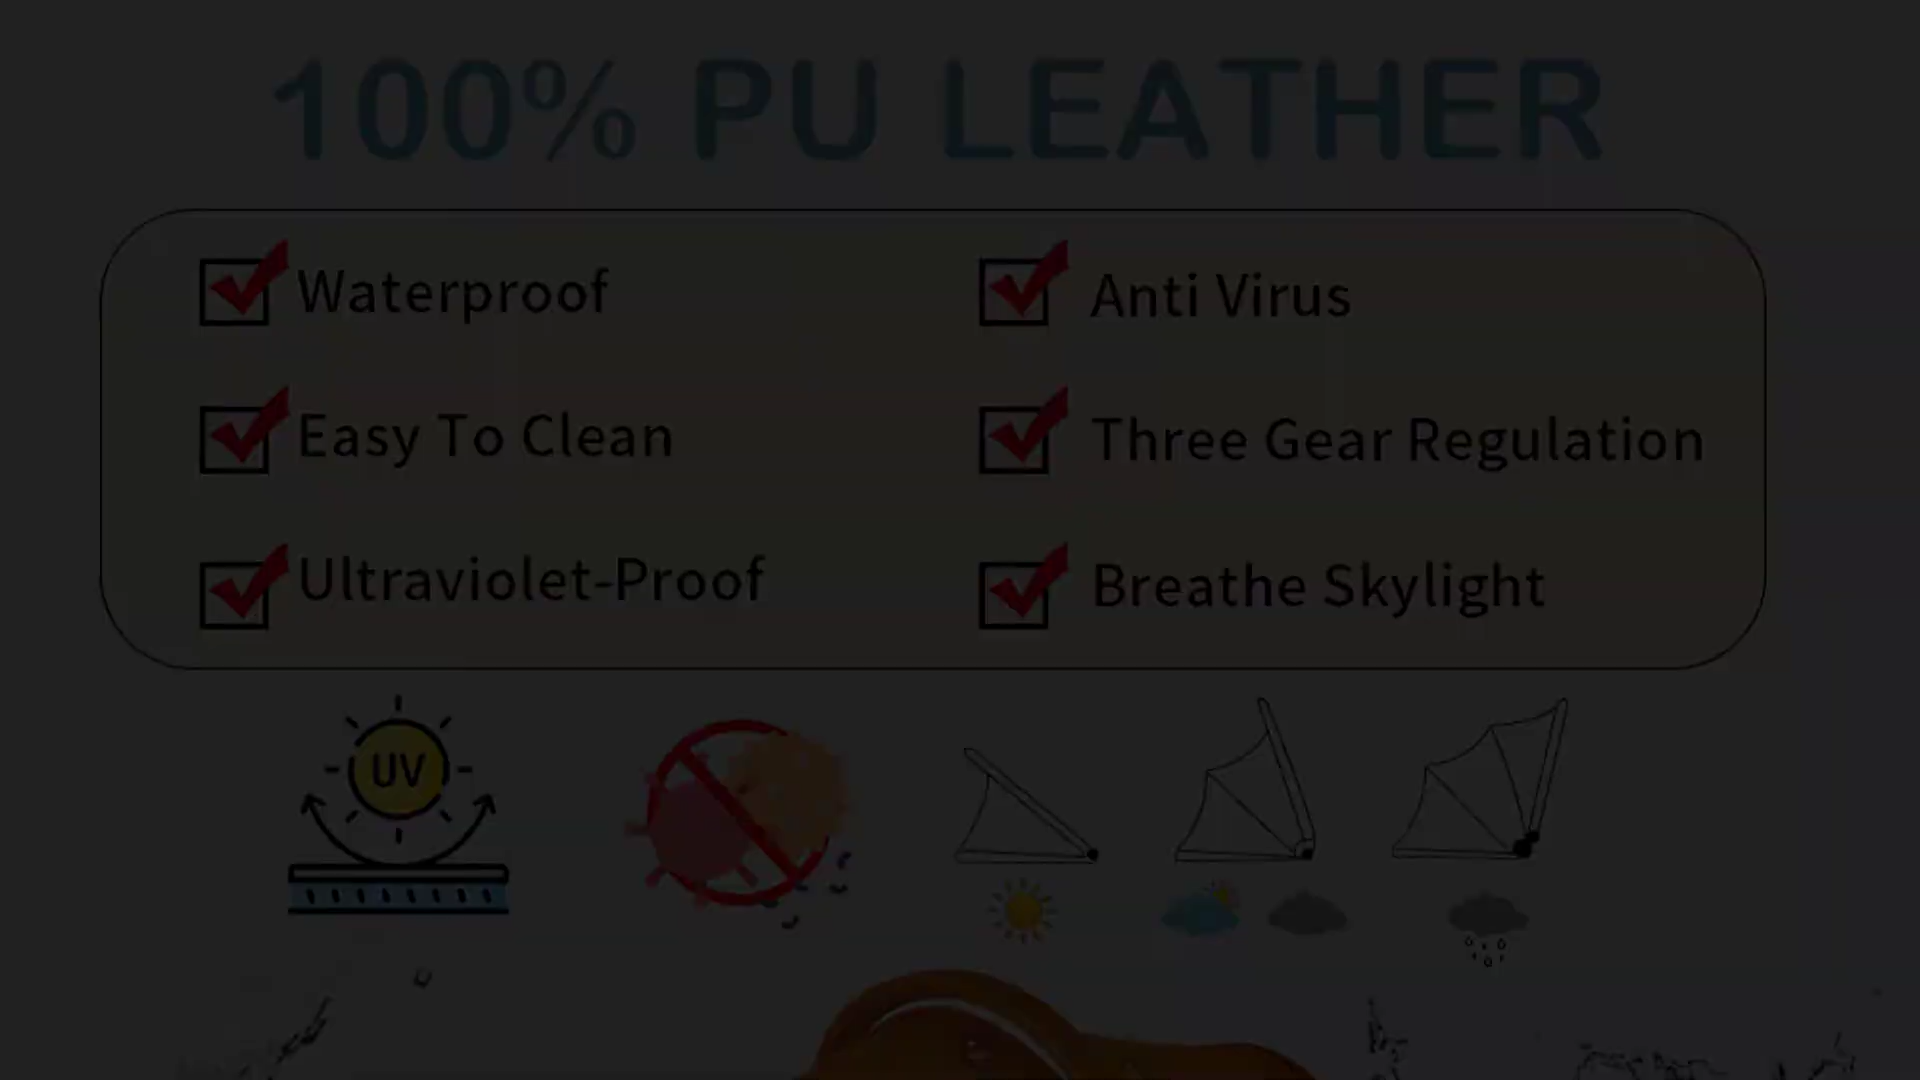 100% PU LEATHER
Waterproof
Anti Virus
Easy To Clean
Three Gear Regulation
Ultraviolet-Proof
Breathe Skylight
UV